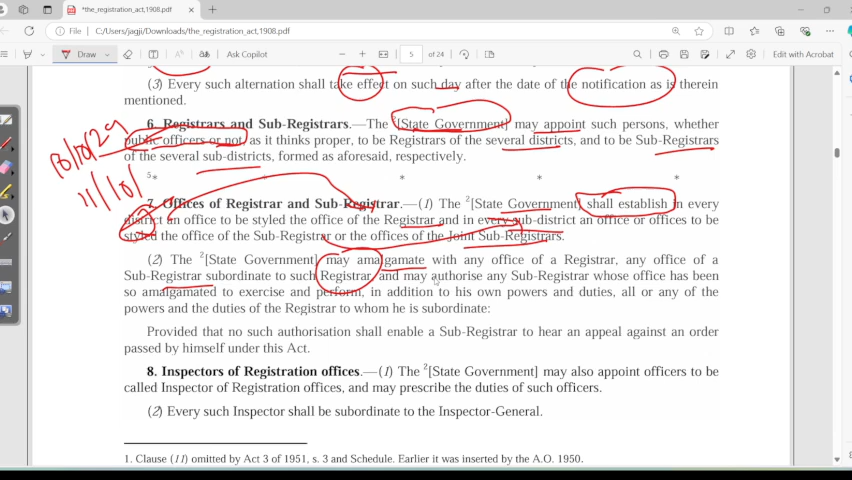 *the_registration_act,1908.pdf
File
C:/Users/jagji/Downloads/the_registration_act,1908.pdf
Draw
Ask Copilot
5 of 24
Edit with Acrobat
(3) Every such alternation shall take effect on such day after the date of the notification as is therein
mentioned.
6. Registrars and Sub-Registrars.—The 2[State Government] may appoint such persons, whether
public officers or not, as it thinks proper, to be Registrars of the several districts, and to be Sub-Registrars
of the several sub-districts, formed as aforesaid, respectively.
5* * * * *
7. Offices of Registrar and Sub-Registrar.—(1) The 2[State Government] shall establish in every
district an office to be styled the office of the Registrar and in every sub-district an office or offices to be
styled the office of the Sub-Registrar or the offices of the Joint Sub-Registrars.
(2) The 2[State Government] may amalgamate with any office of a Registrar, any office of a
Sub-Registrar subordinate to such Registrar, and may authorise any Sub-Registrar whose office has been
so amalgamated to exercise and perform, in addition to his own powers and duties, all or any of the
powers and the duties of the Registrar to whom he is subordinate:
Provided that no such authorisation shall enable a Sub-Registrar to hear an appeal against an order
passed by himself under this Act.
8. Inspectors of Registration offices.—(1) The 2[State Government] may also appoint officers to be
called Inspector of Registration offices, and may prescribe the duties of such officers.
(2) Every such Inspector shall be subordinate to the Inspector-General.
1. Clause (11) omitted by Act 3 of 1951, s. 3 and Schedule. Earlier it was inserted by the A.O. 1950.